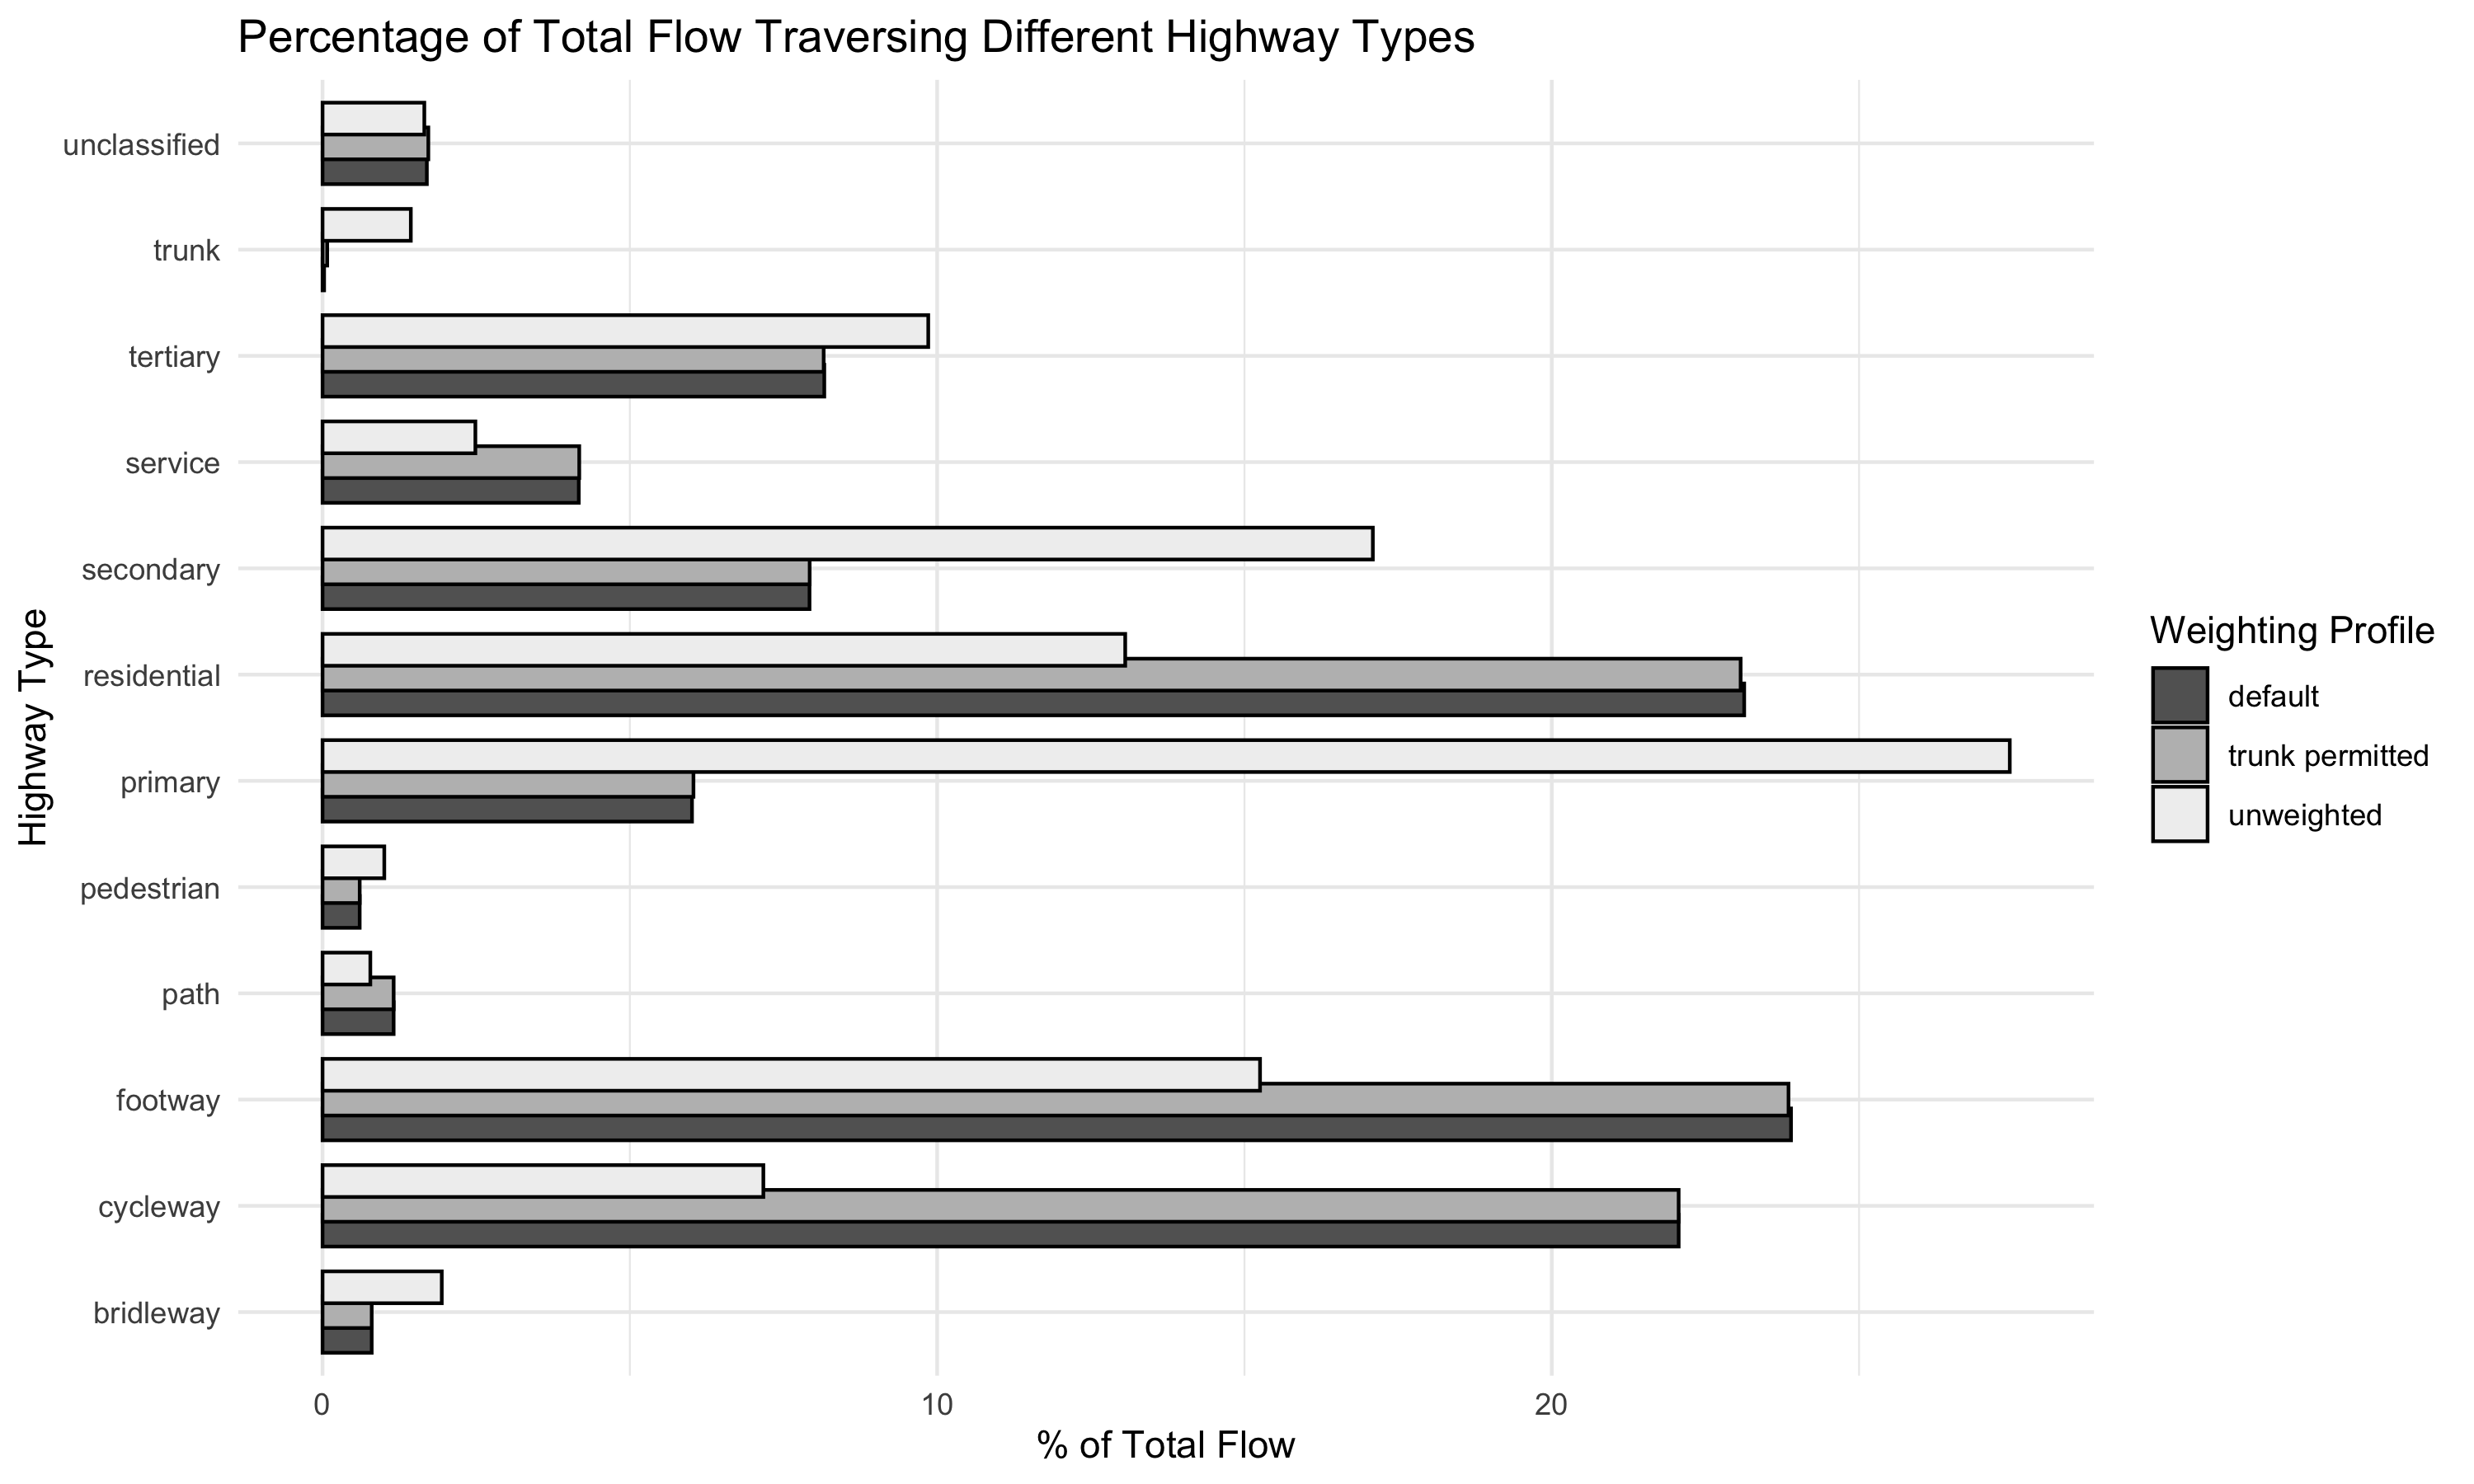 Percentage of Total Flow Traversing Different Highway Types
unclassified
trunk
tertiary
service
secondary
residential
primary
pedestrian
path
footway
cycleway
bridleway
Highway Type
0 10 20
% of Total Flow
Weighting Profile
default
trunk permitted
unweighted